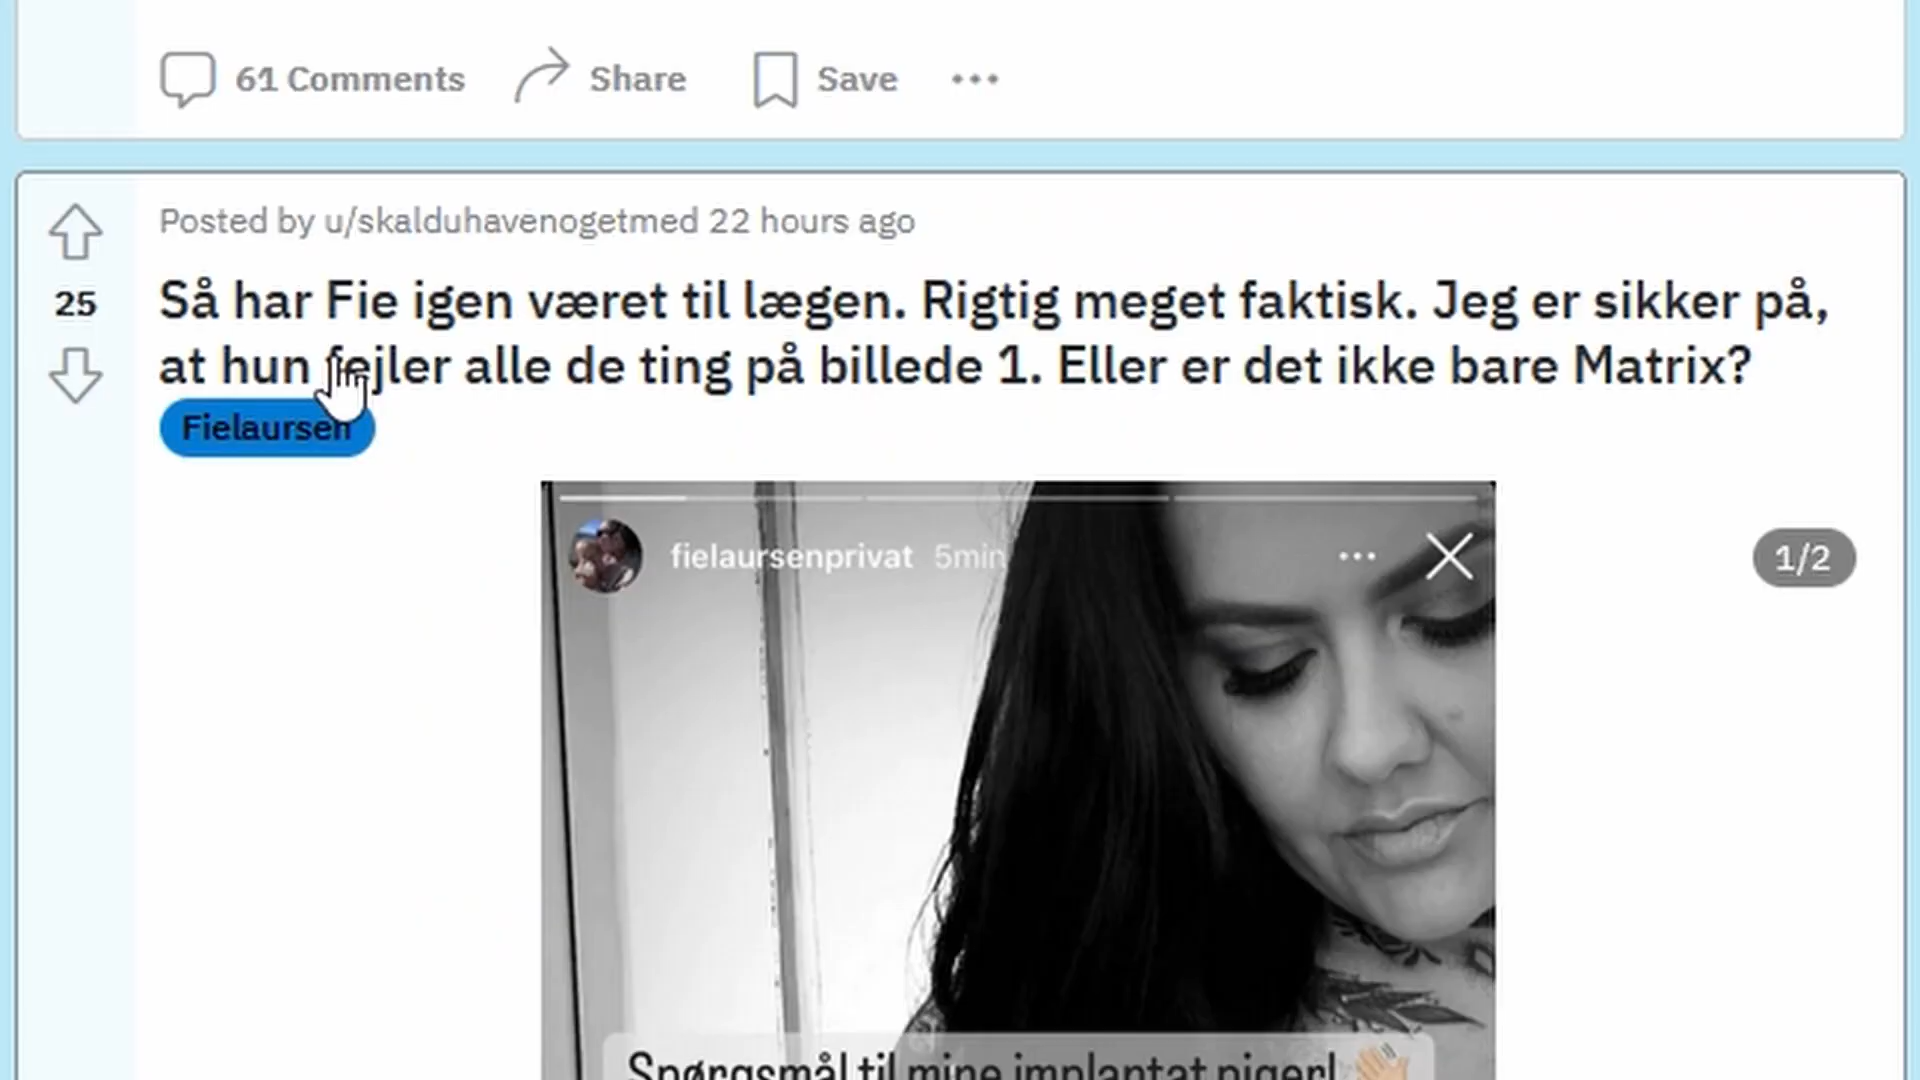 61 Comments
Share
Save
Posted by u/skalduhavenogetmed 22 hours ago
25
Så har Fie igen været til lægen. Rigtig meget faktisk. Jeg er sikker på,
at hun fejler alle de ting på billede 1. Eller er det ikke bare Matrix?
Fielaursen
fielaursenprivat 5min
1/2
Spørgsmål til mine implantat piger! 👋🏼